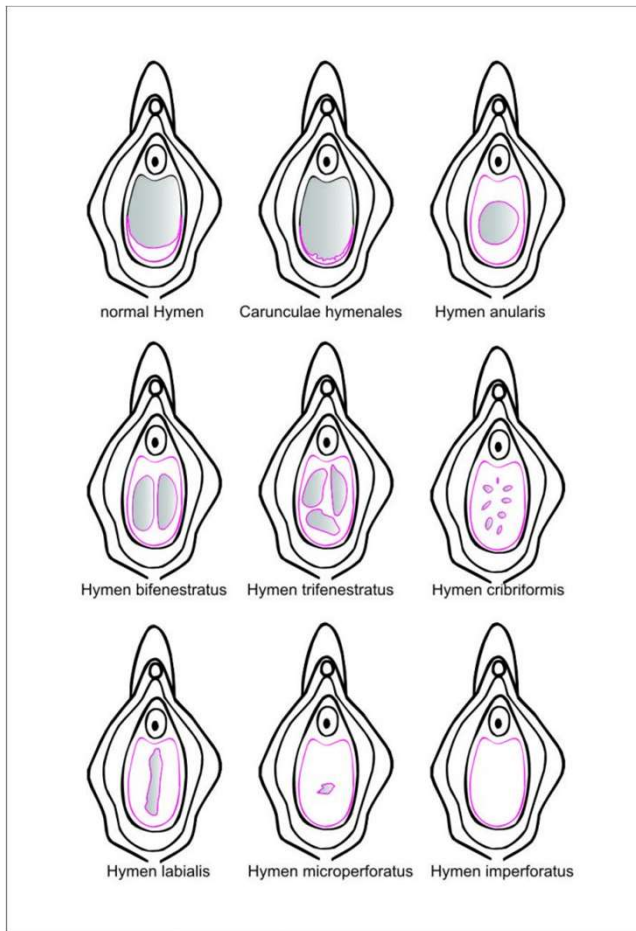 normal Hymen
Carunculae hymenales
Hymen anularis
Hymen bifenestratus
Hymen trifenestratus
Hymen cribriformis
Hymen labialis
Hymen microperforatus
Hymen imperforatus